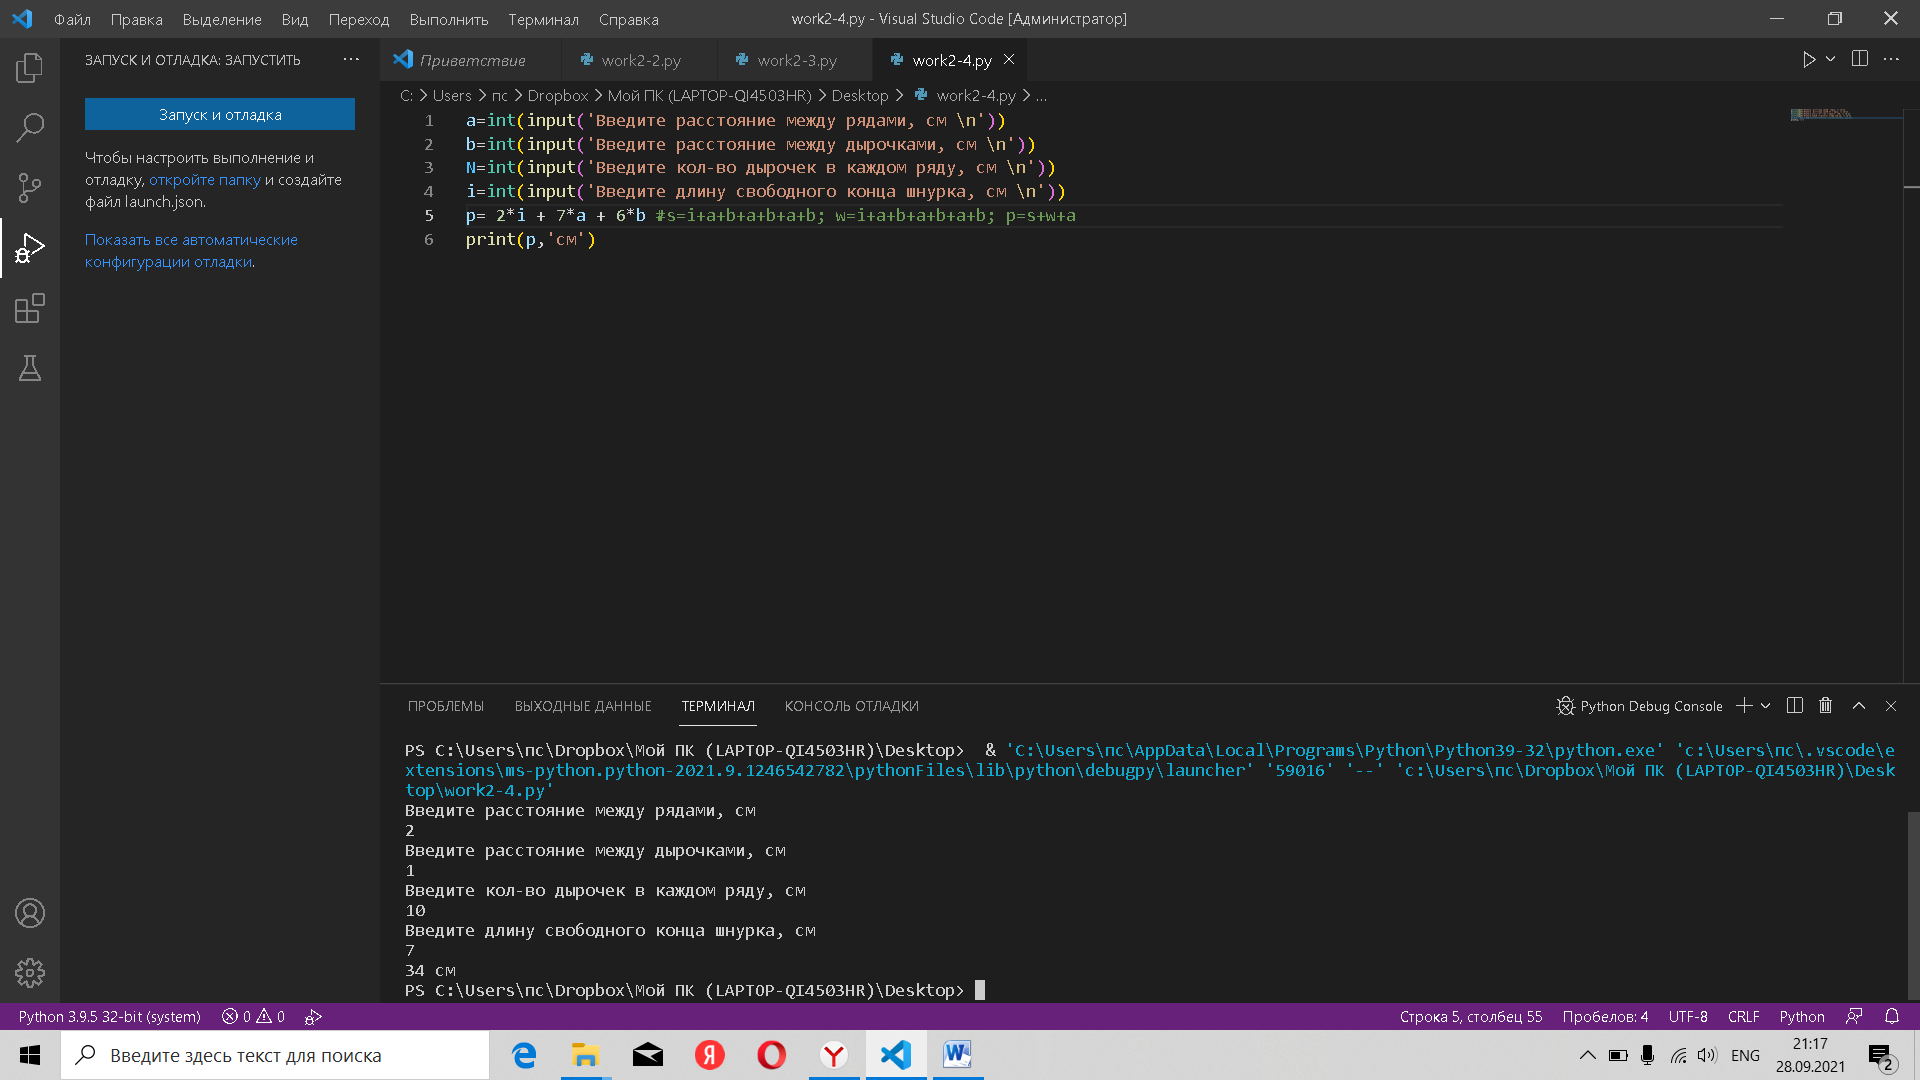 Файл Правка Выделение Вид Переход Выполнить Терминал Справка
work2-4.py - Visual Studio Code [Администратор]
ЗАПУСК И ОТЛАДКА: ЗАПУСТИТЬ ...
Запуск и отладка
Чтобы настроить выполнение и
отладку, откройте папку и создайте
файл launch.json.
Показать все автоматические
конфигурации отладки.
Приветствие work2-2.py work2-3.py work2-4.py
C: > Users > пс > Dropbox > Мой ПК (LAPTOP-QI4503HR) > Desktop > work2-4.py > ...
1 a=int(input('Введите расстояние между рядами, см \n'))
2 b=int(input('Введите расстояние между дырочками, см \n'))
3 N=int(input('Введите кол-во дырочек в каждом ряду, см \n'))
4 i=int(input('Введите длину свободного конца шнурка, см \n'))
5 p= 2*i + 7*a + 6*b #s=i+a+b+a+b+a+b; w=i+a+b+a+b+a+b; p=s+w+a
6 print(p,'см')
ПРОБЛЕМЫ ВЫХОДНЫЕ ДАННЫЕ ТЕРМИНАЛ КОНСОЛЬ ОТЛАДКИ
Python Debug Console
PS C:\Users\пс\Dropbox\Мой ПК (LAPTOP-QI4503HR)\Desktop>  & 'C:\Users\пс\AppData\Local\Programs\Python\Python39-32\python.exe' 'c:\Users\пс\.vscode\e
xtensions\ms-python.python-2021.9.1246542782\pythonFiles\lib\python\debugpy\launcher' '59016' '--' 'c:\Users\пс\Dropbox\Мой ПК (LAPTOP-QI4503HR)\Desk
top\work2-4.py'
Введите расстояние между рядами, см
2
Введите расстояние между дырочками, см
1
Введите кол-во дырочек в каждом ряду, см
10
Введите длину свободного конца шнурка, см
7
34 см
PS C:\Users\пс\Dropbox\Мой ПК (LAPTOP-QI4503HR)\Desktop>
Python 3.9.5 32-bit (system) 0 0
Строка 5, столбец 55 Пробелов: 4 UTF-8 CRLF Python
Введите здесь текст для поиска
ENG
21:17
28.09.2021
2